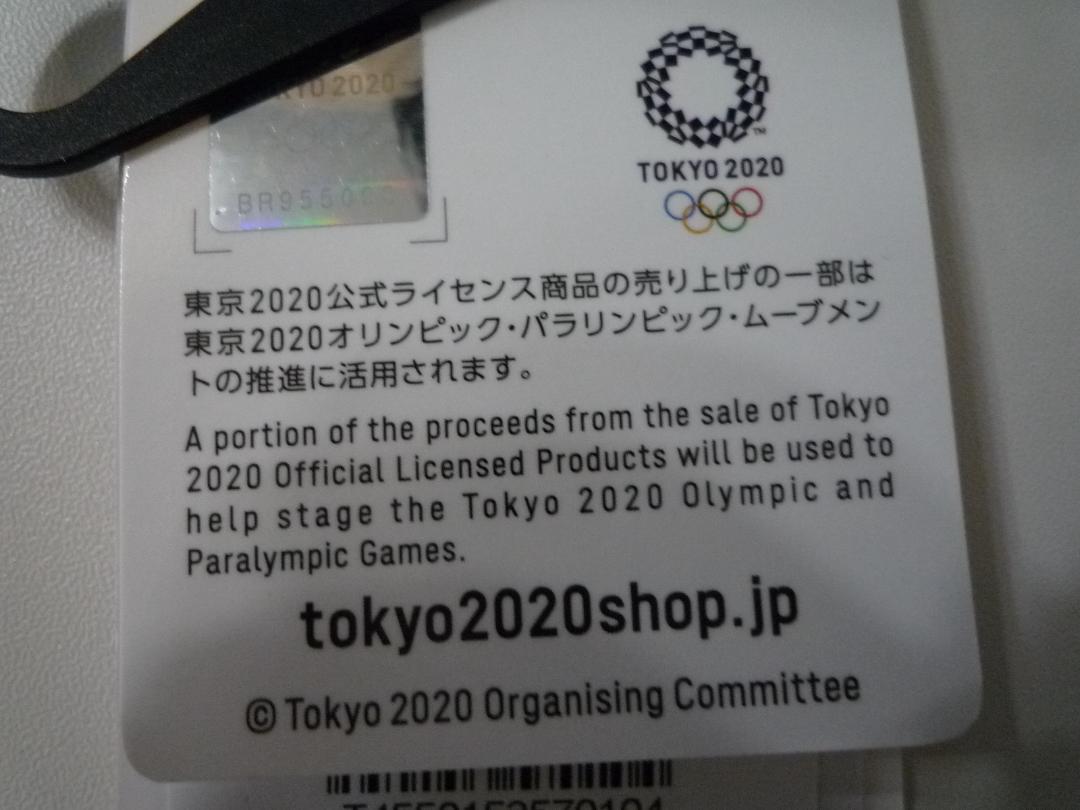 TOKYO 2020
TM
TOKYO 2020
東京2020公式ライセンス商品の売り上げの一部は
東京2020オリンピック・パラリンピック・ムーブメン
トの推進に活用されます。
A portion of the proceeds from the sale of Tokyo
2020 Official Licensed Products will be used to
help stage the Tokyo 2020 Olympic and
Paralympic Games.
tokyo2020shop.jp
© Tokyo 2020 Organising Committee